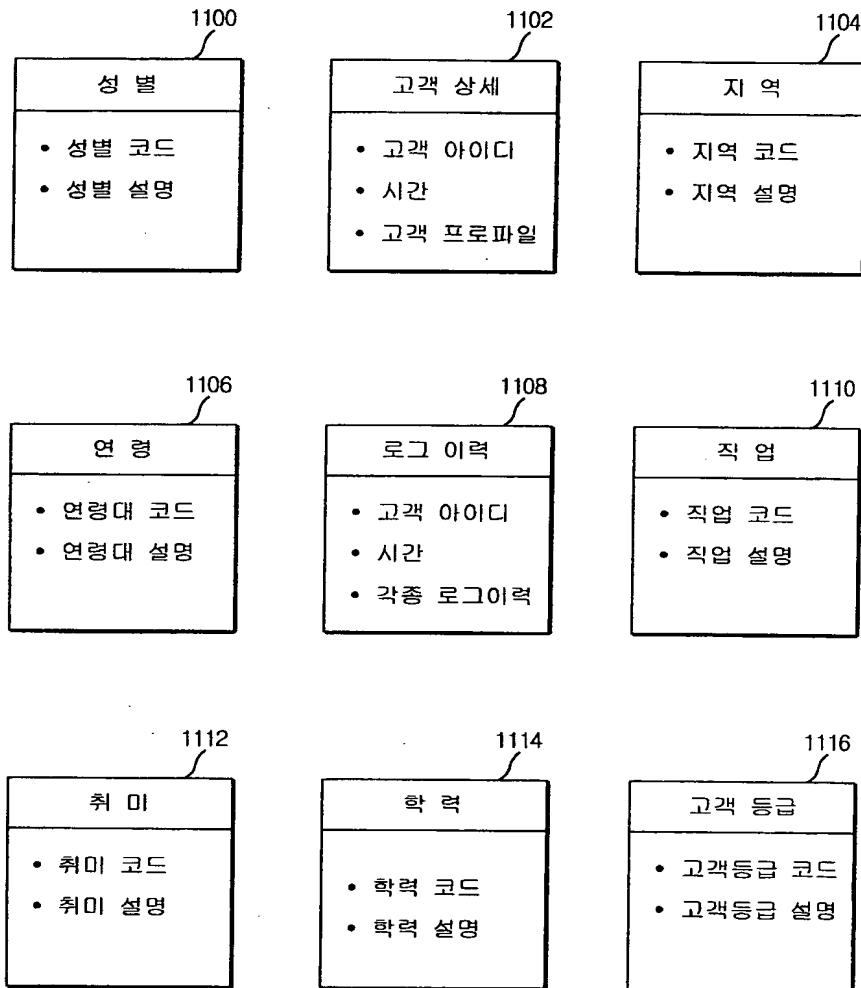 1100
성 별
• 성별 코드
• 성별 설명
1102
고객 상세
• 고객 아이디
• 시간
• 고객 프로파일
1104
지 역
• 지역 코드
• 지역 설명
1106
연 령
• 연령대 코드
• 연령대 설명
1108
로그 이력
• 고객 아이디
• 시간
• 각종 로그이력
1110
직 업
• 직업 코드
• 직업 설명
1112
취 미
• 취미 코드
• 취미 설명
1114
학 력
• 학력 코드
• 학력 설명
1116
고객 등급
• 고객등급 코드
• 고객등급 설명